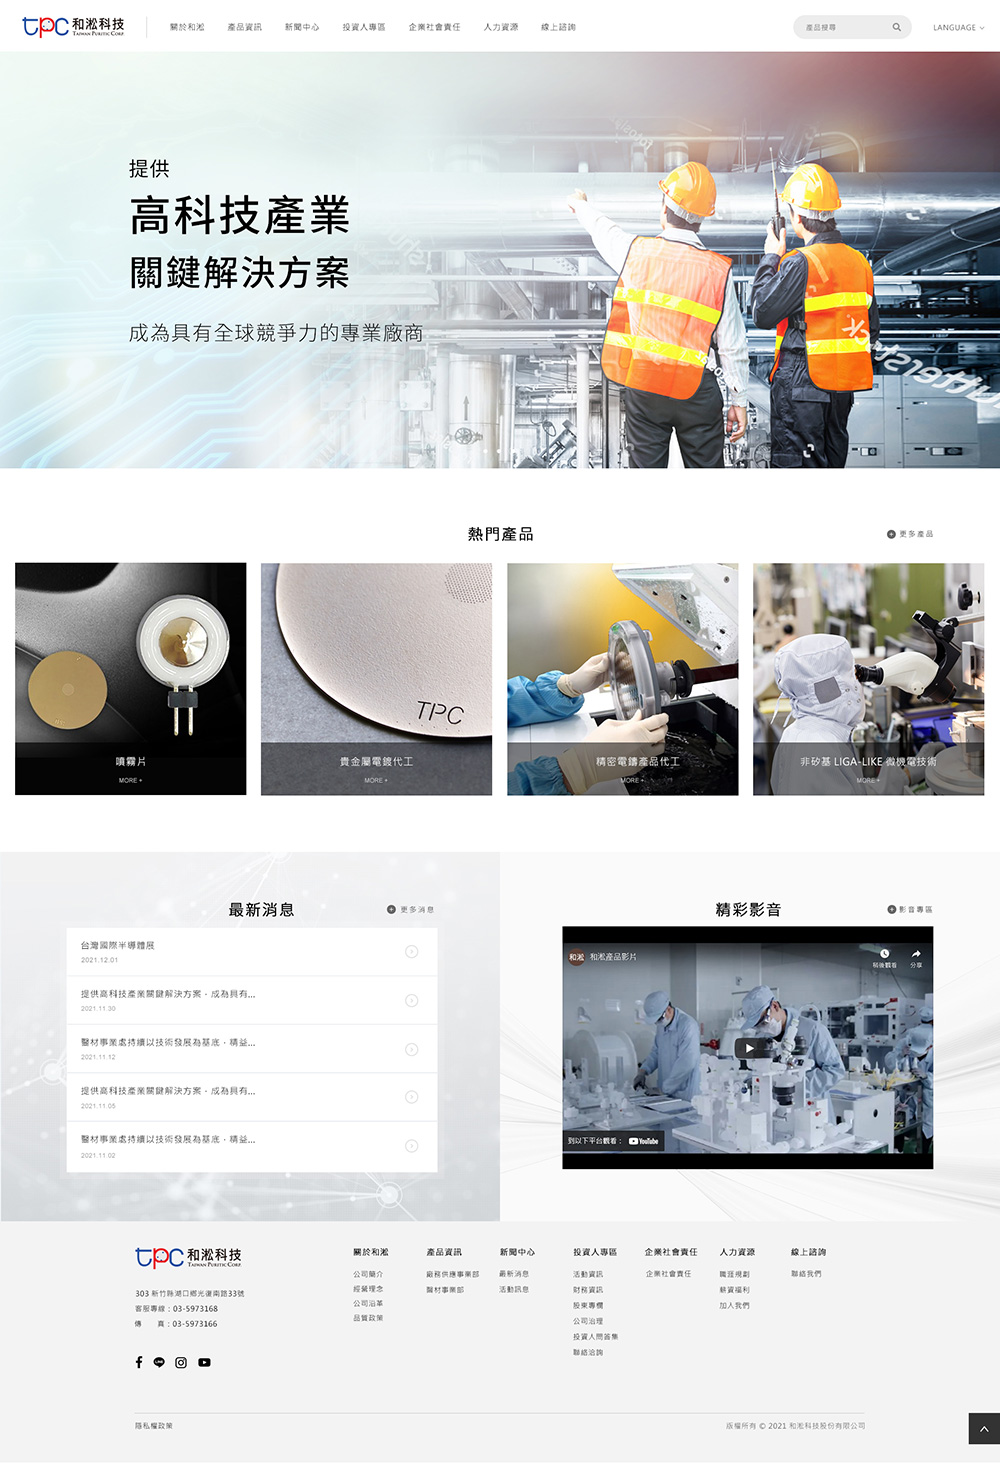 tpc 和淞科技
TAIWAN PURITIC CORP
關於和淞 產品資訊 新聞中心 投資人專區 企業社會責任 人力資源 線上諮詢
產品搜尋
LANGUAGE
提供
高科技產業
關鍵解決方案
成為具有全球競爭力的專業廠商
熱門產品
更多產品
TPC
噴霧片
MORE +
貴金屬電鍍代工
MORE +
精密電鑄產品代工
MORE +
非矽基 LIGA-LIKE 微機電技術
MORE +
最新消息
更多消息
台灣國際半導體展
2021.12.01
提供高科技產業關鍵解決方案，成為具有...
2021.11.30
醫材事業處持續以技術發展為基底，精益...
2021.11.12
提供高科技產業關鍵解決方案，成為具有...
2021.11.05
醫材事業處持續以技術發展為基底，精益...
2021.11.02
精彩影音
影音專區
和淞 和淞產品影片
稍後觀看 分享
到以下平台觀看： YouTube
tpc 和淞科技
TAIWAN PURITIC CORP
303 新竹縣湖口鄉光復南路33號
客服專線：03-5973168
傳 真：03-5973166
關於和淞
公司簡介
經營理念
公司沿革
品質政策
產品資訊
廠務供應事業部
醫材事業部
新聞中心
最新消息
活動訊息
投資人專區
活動資訊
財務資訊
股東專欄
公司治理
投資人問答集
聯絡洽詢
企業社會責任
企業社會責任
人力資源
職涯規劃
薪資福利
加入我們
線上諮詢
聯絡我們
隱私權政策
版權所有 © 2021 和淞科技股份有限公司